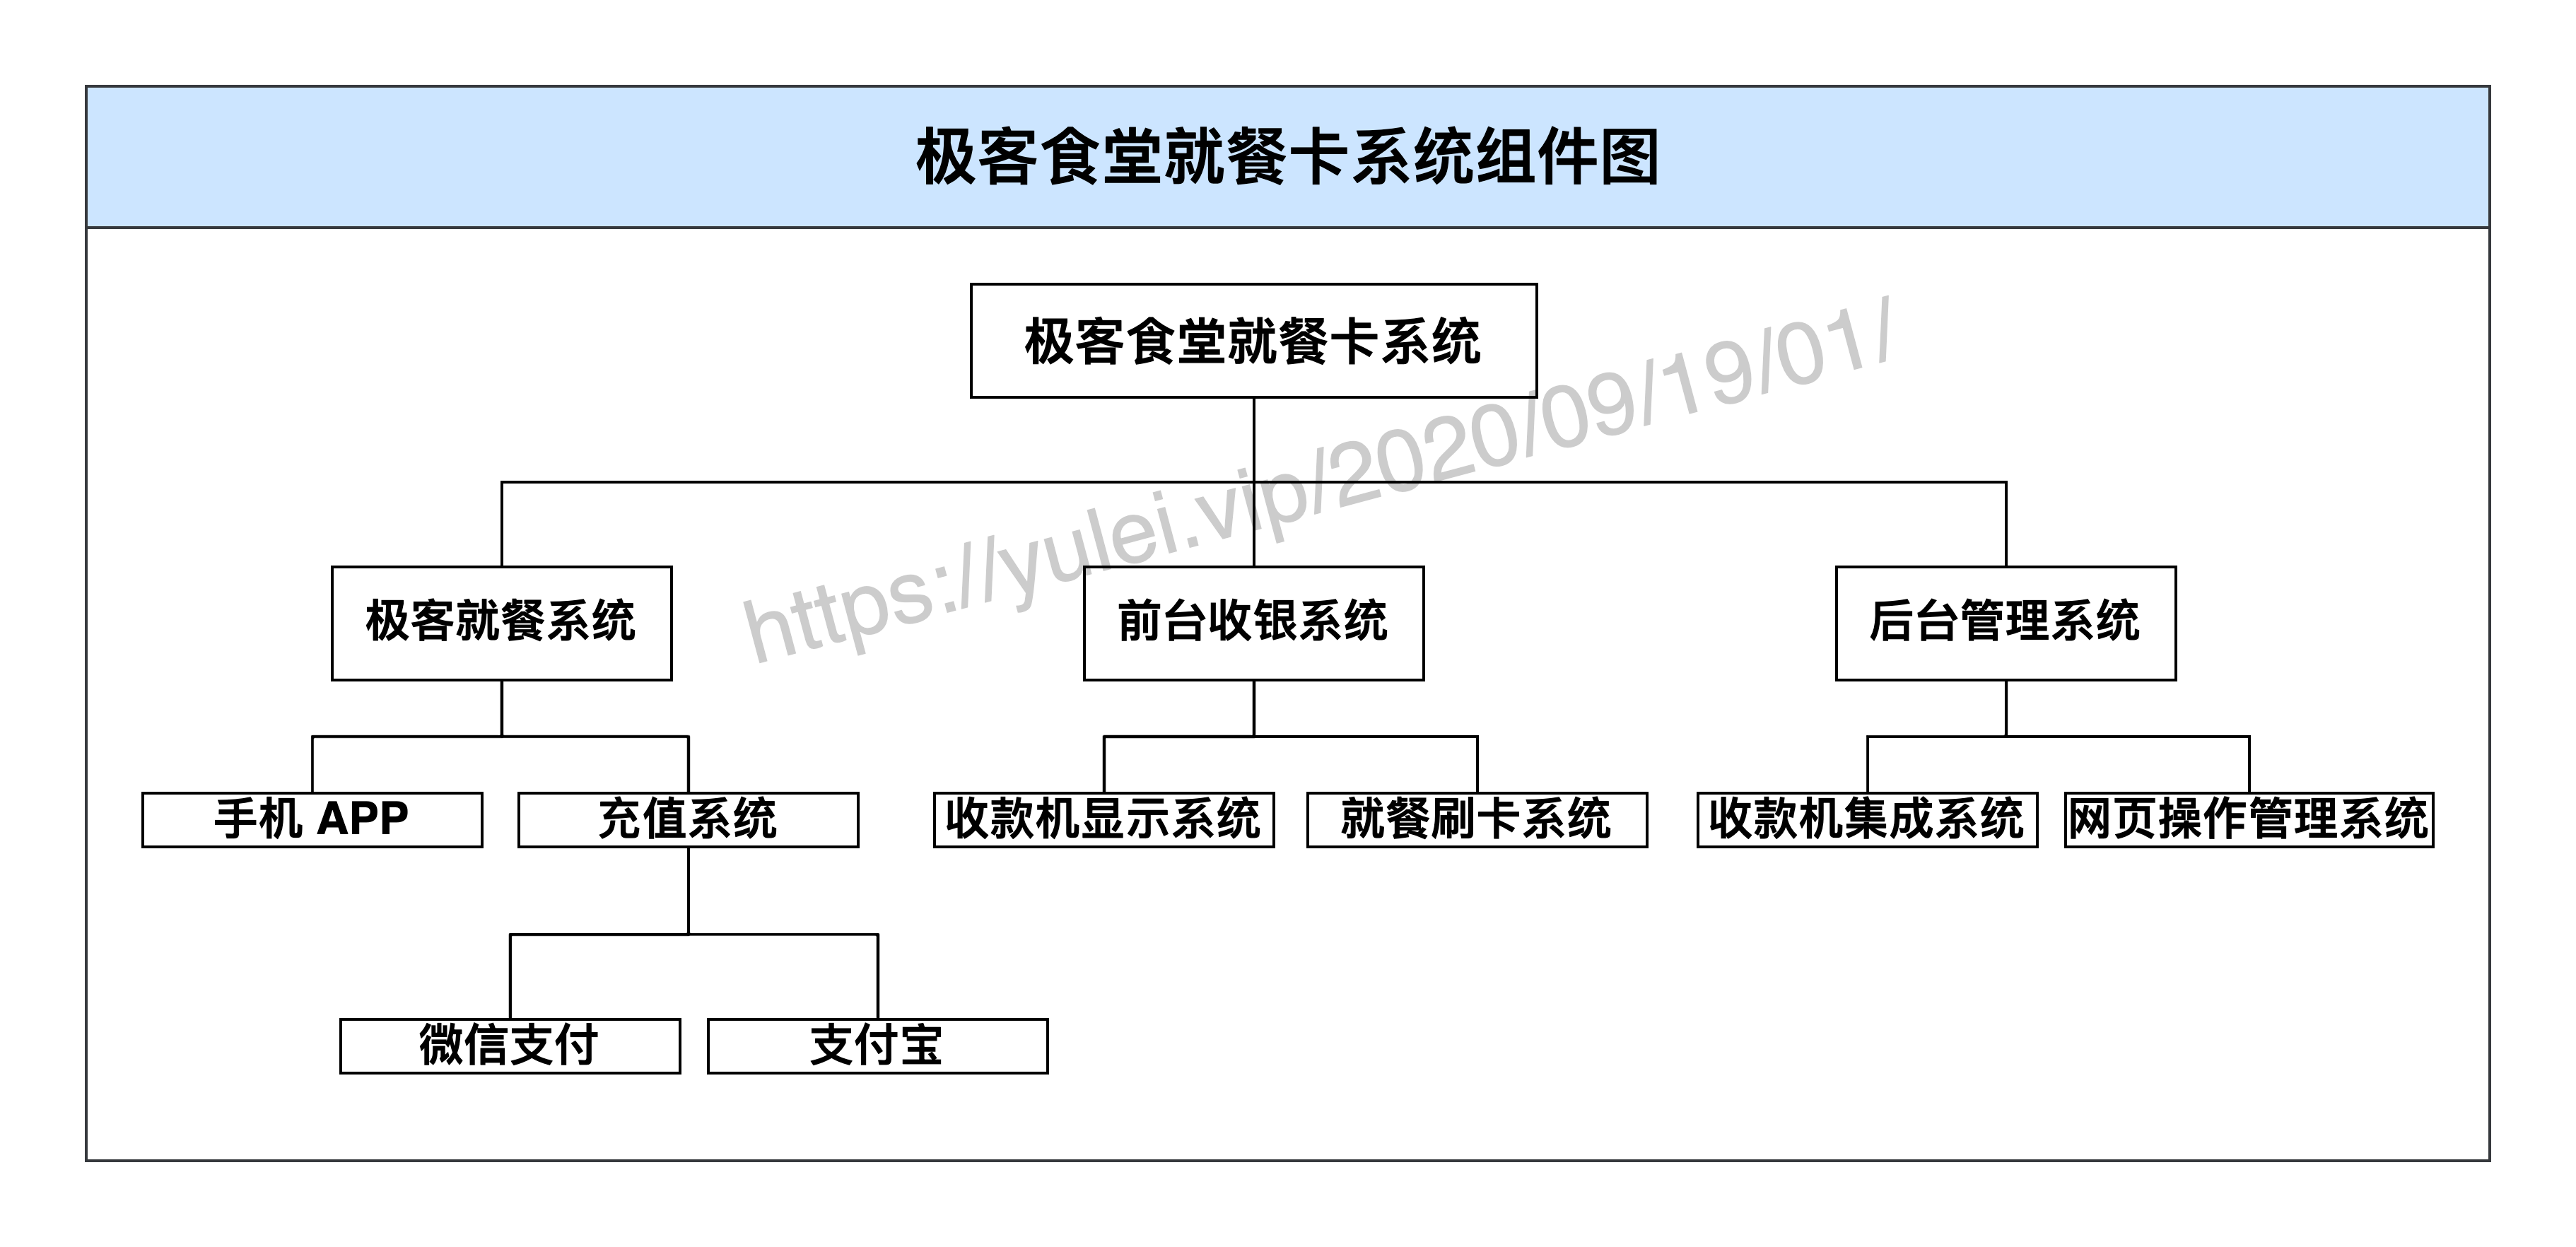 极客食堂就餐卡系统组件图
极客食堂就餐卡系统
https://yulei.vip/2020/09/19/01/
极客就餐系统
前台收银系统
后台管理系统
手机 APP
充值系统
收款机显示系统
就餐刷卡系统
收款机集成系统
网页操作管理系统
微信支付
支付宝